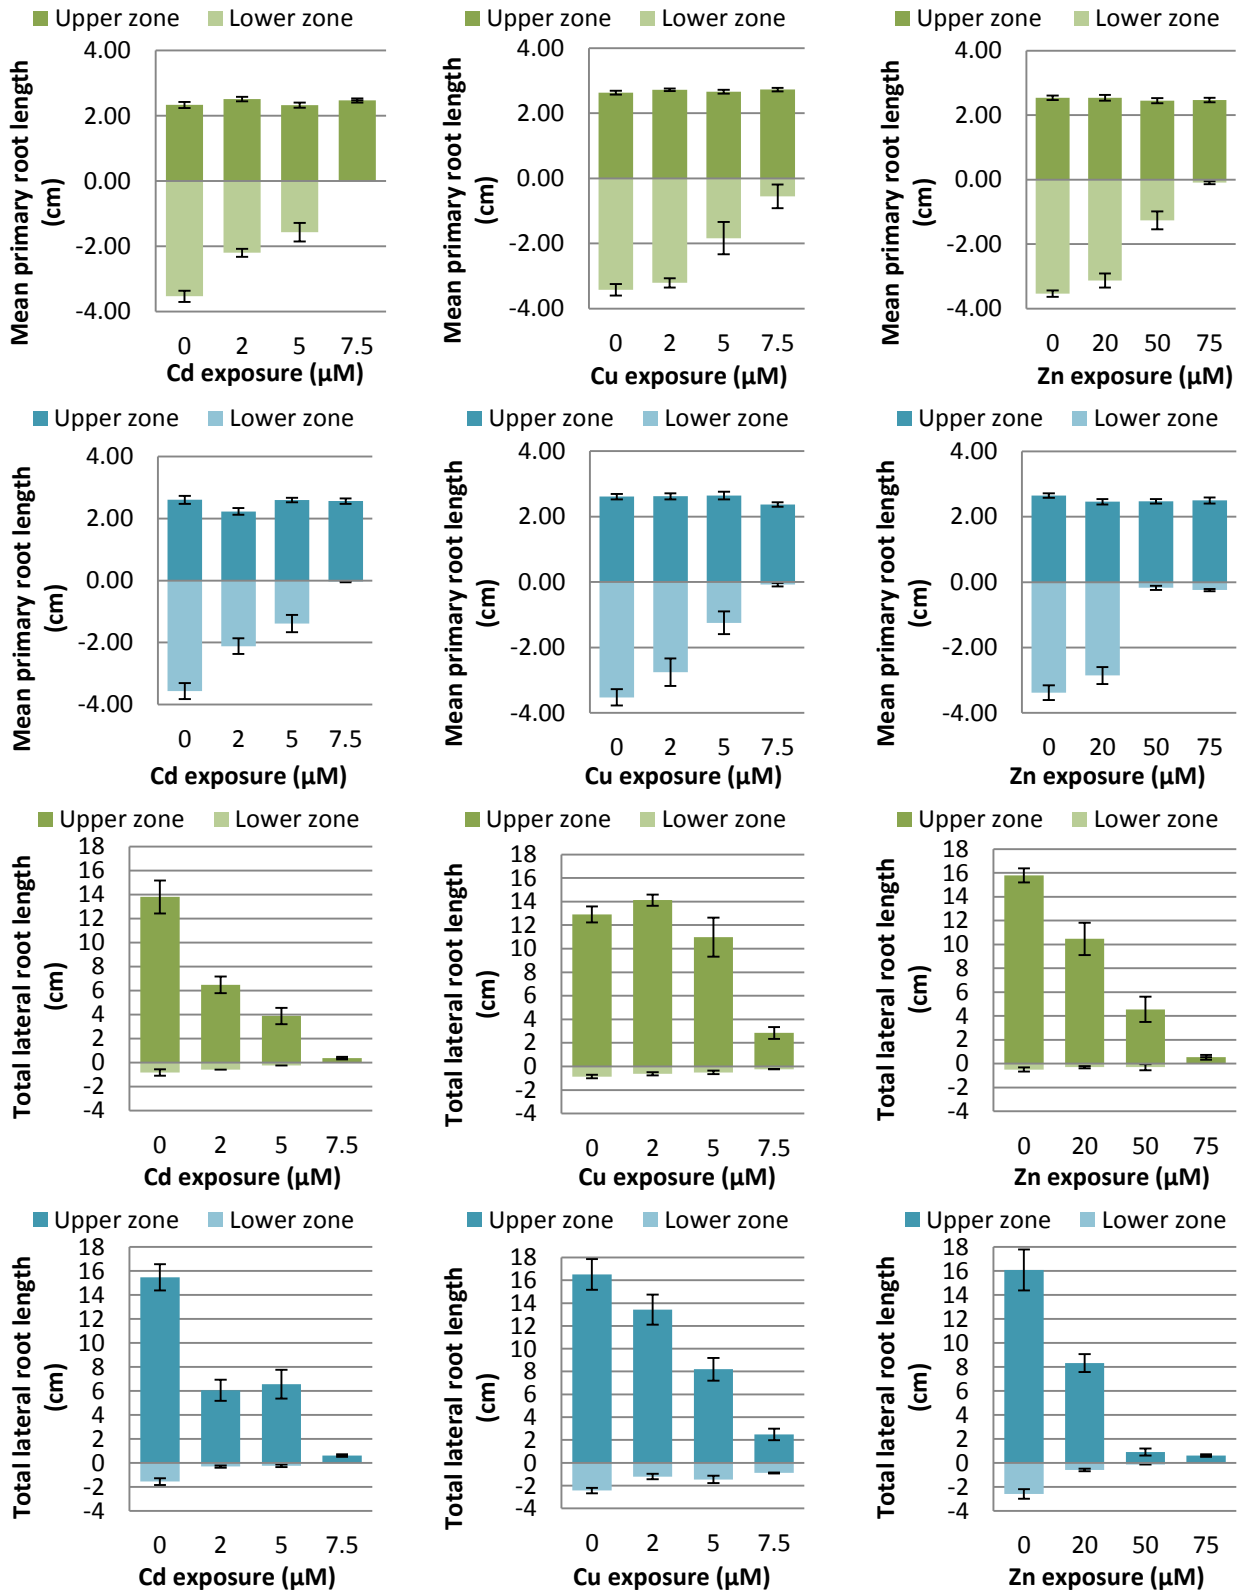 Upper zone Lower zone
Mean primary root length
(cm)
4.00
2.00
0.00
-2.00
-4.00
0 2 5 7.5
Cd exposure (µM)
Upper zone Lower zone
Mean primary root length
(cm)
4.00
2.00
0.00
-2.00
-4.00
0 2 5 7.5
Cu exposure (µM)
Upper zone Lower zone
Mean primary root length
(cm)
4.00
2.00
0.00
-2.00
-4.00
0 20 50 75
Zn exposure (µM)
Upper zone Lower zone
Mean primary root length
(cm)
4.00
2.00
0.00
-2.00
-4.00
0 2 5 7.5
Cd exposure (µM)
Upper zone Lower zone
Mean primary root length
(cm)
4.00
2.00
0.00
-2.00
-4.00
0 2 5 7.5
Cu exposure (µM)
Upper zone Lower zone
Mean primary root length
(cm)
4.00
2.00
0.00
-2.00
-4.00
0 20 50 75
Zn exposure (µM)
Upper zone Lower zone
Total lateral root length
(cm)
18
16
14
12
10
8
6
4
2
0
-2
-4
0 2 5 7.5
Cd exposure (µM)
Upper zone Lower zone
Total lateral root length
(cm)
18
16
14
12
10
8
6
4
2
0
-2
-4
0 2 5 7.5
Cu exposure (µM)
Upper zone Lower zone
Total lateral root length
(cm)
18
16
14
12
10
8
6
4
2
0
-2
-4
0 20 50 75
Zn exposure (µM)
Upper zone Lower zone
Total lateral root length
(cm)
18
16
14
12
10
8
6
4
2
0
-2
-4
0 2 5 7.5
Cd exposure (µM)
Upper zone Lower zone
Total lateral root length
(cm)
18
16
14
12
10
8
6
4
2
0
-2
-4
0 2 5 7.5
Cu exposure (µM)
Upper zone Lower zone
Total lateral root length
(cm)
18
16
14
12
10
8
6
4
2
0
-2
-4
0 20 50 75
Zn exposure (µM)